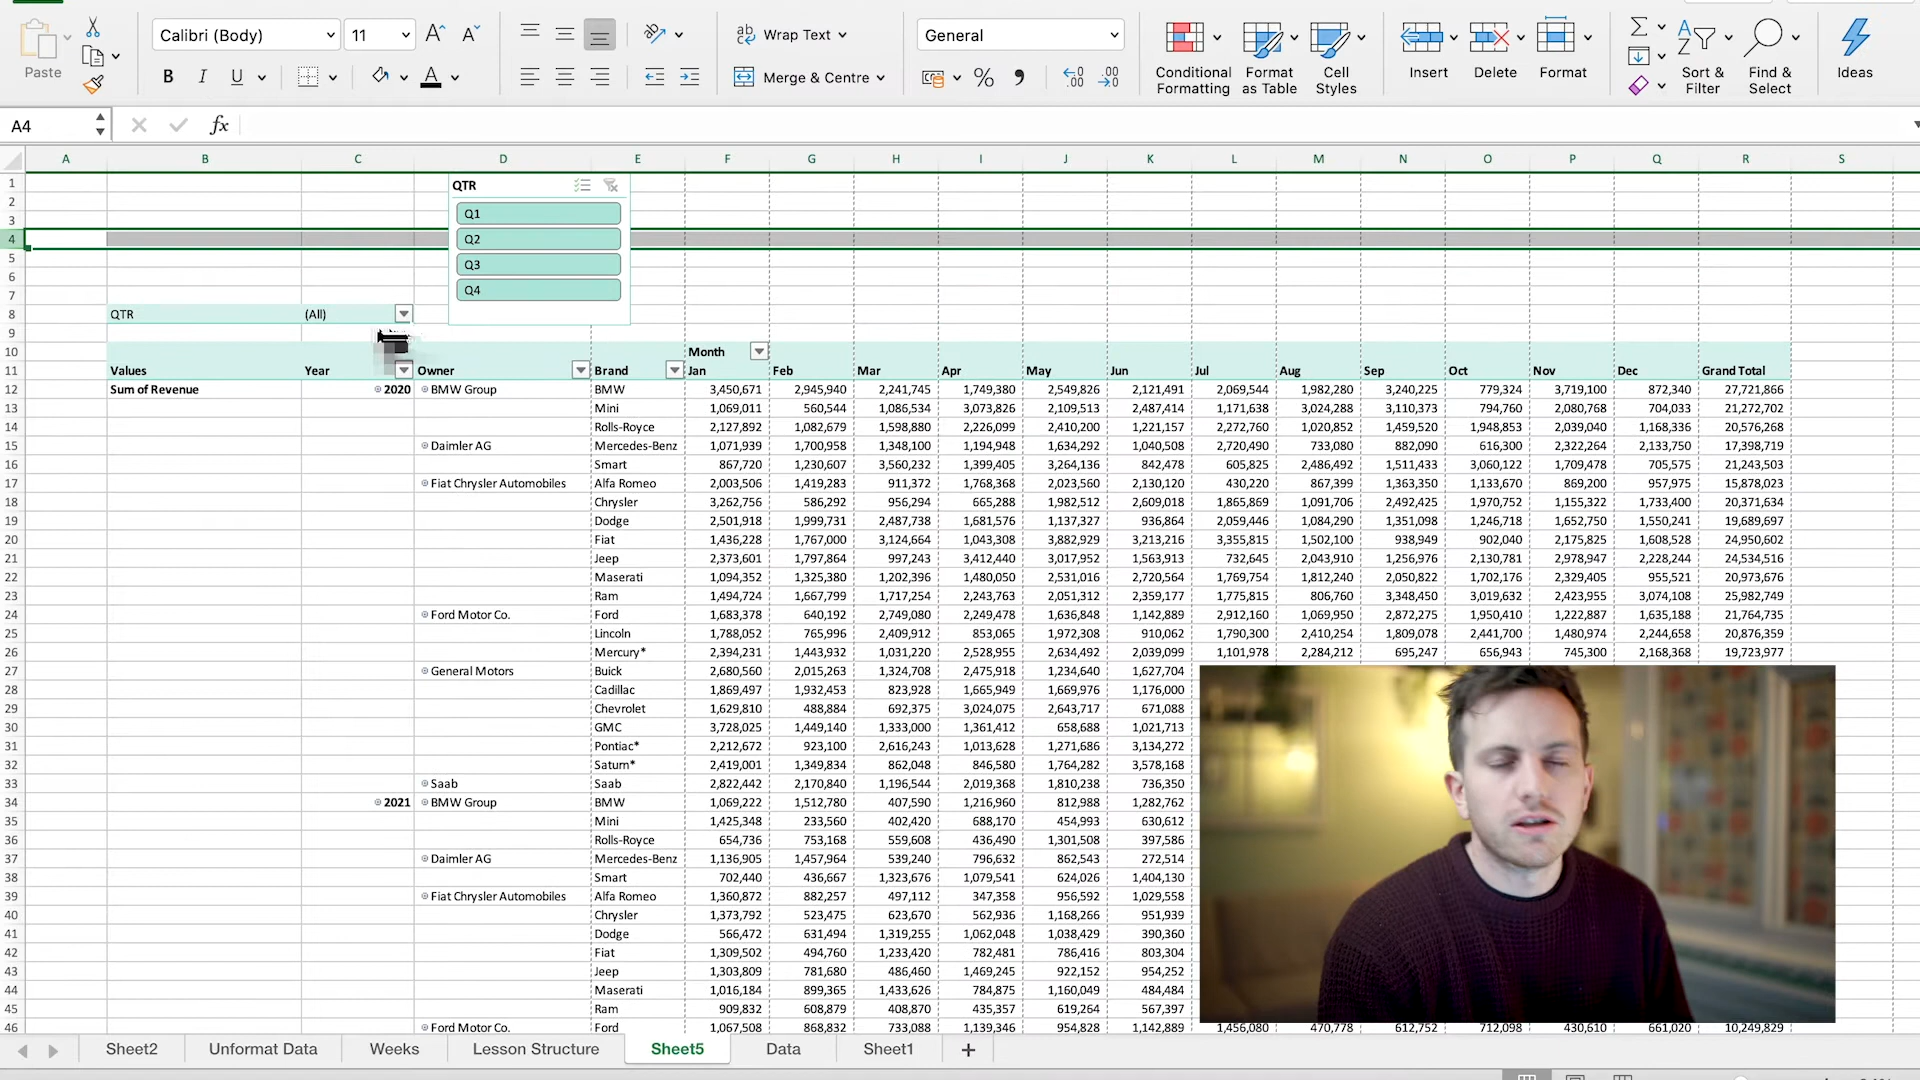 Paste
Calibri (Body)
11
B I U
Wrap Text
Merge & Centre
General
Conditional Formatting
Format as Table
Cell Styles
Insert
Delete
Format
Sort & Filter
Find & Select
Ideas
A4
fx
A B C D E F G H I J K L M N O P Q R S
1
2
3
4
5
6
7
QTR
Q1
Q2
Q3
Q4
8 QTR (All)
9
10 Month
11 Values Year Owner Brand Jan Feb Mar Apr May Jun Jul Aug Sep Oct Nov Dec Grand Total
12 Sum of Revenue 2020 BMW Group BMW 3,450,671 2,945,940 2,241,745 1,749,380 2,549,826 2,121,491 2,069,544 1,982,280 3,240,225 779,324 3,719,100 872,340 27,721,866
13 Mini 1,069,011 560,544 1,086,534 3,073,826 2,109,513 2,487,414 1,171,638 3,024,288 3,110,373 794,760 2,080,768 704,033 21,272,702
14 Rolls-Royce 2,127,892 1,082,679 1,598,880 2,226,099 2,410,200 1,221,157 2,272,760 1,020,852 1,459,520 1,948,853 2,039,040 1,168,336 20,576,268
15 Daimler AG Mercedes-Benz 1,071,939 1,700,958 1,348,100 1,194,948 1,634,292 1,040,508 2,720,490 733,080 882,090 616,300 2,322,264 2,133,750 17,398,719
16 Smart 867,720 1,230,607 3,560,232 1,399,405 3,264,136 842,478 605,825 2,486,492 1,511,433 3,060,122 1,709,478 705,575 21,243,503
17 Fiat Chrysler Automobiles Alfa Romeo 2,003,506 1,419,283 911,372 1,768,368 2,023,560 2,130,120 430,220 867,399 1,363,350 1,133,670 869,200 957,975 15,878,023
18 Chrysler 3,262,756 586,292 956,294 665,288 1,982,512 2,609,018 1,865,869 1,091,706 2,492,425 1,970,752 1,155,322 1,733,400 20,371,634
19 Dodge 2,501,918 1,999,731 2,487,738 1,681,576 1,137,327 936,864 2,059,446 1,084,290 1,351,098 1,246,718 1,652,750 1,550,241 19,689,697
20 Fiat 1,436,228 1,767,000 3,124,664 1,043,308 3,882,929 3,213,216 3,355,815 1,502,100 938,949 902,040 2,175,825 1,608,528 24,950,602
21 Jeep 2,373,601 1,797,864 997,243 3,412,440 3,017,952 1,563,913 732,645 2,043,910 1,256,976 2,130,781 2,978,947 2,228,244 24,534,516
22 Maserati 1,094,352 1,325,380 1,202,396 1,480,050 2,531,016 2,720,564 1,769,754 1,812,240 2,050,822 1,702,176 2,329,405 955,521 20,973,676
23 Ram 1,494,724 1,667,799 1,717,254 2,243,763 2,051,312 2,359,177 1,775,815 806,760 3,348,450 3,019,632 2,423,955 3,074,108 25,982,749
24 Ford Motor Co. Ford 1,683,378 640,192 2,749,080 2,249,478 1,636,848 1,142,889 2,912,160 1,069,950 2,872,275 1,950,410 1,222,887 1,635,188 21,764,735
25 Lincoln 1,788,052 765,996 2,409,912 853,065 1,972,308 910,062 1,790,300 2,410,254 1,809,078 2,441,700 1,480,974 2,244,658 20,876,359
26 Mercury* 2,394,231 1,443,932 1,031,220 2,528,955 2,634,492 2,039,099 1,101,978 2,284,212 695,247 656,943 745,300 2,168,368 19,723,977
27 General Motors Buick 2,680,560 2,015,263 1,324,708 2,475,918 1,234,640 1,627,704
28 Cadillac 1,869,497 1,932,453 823,928 1,665,949 1,669,976 1,176,000
29 Chevrolet 1,629,810 488,884 692,375 3,024,075 2,643,717 671,088
30 GMC 3,728,025 1,449,140 1,333,000 1,361,412 658,688 1,021,713
31 Pontiac* 2,212,672 923,100 2,616,243 1,013,628 1,271,686 3,134,272
32 Saturn* 2,419,001 1,349,834 862,048 846,580 1,764,282 3,578,168
33 Saab Saab 2,822,442 2,170,840 1,196,544 2,019,368 1,810,238 736,350
34 2021 BMW Group BMW 1,069,222 1,512,780 407,590 1,216,960 812,988 1,282,762
35 Mini 1,425,348 233,560 402,420 688,170 454,993 630,612
36 Rolls-Royce 654,736 753,168 559,608 436,490 1,301,508 397,586
37 Daimler AG Mercedes-Benz 1,136,905 1,457,964 539,240 796,632 862,543 272,514
38 Smart 702,440 436,667 1,323,676 1,079,541 624,026 1,404,130
39 Fiat Chrysler Automobiles Alfa Romeo 1,360,872 882,257 497,112 347,358 956,592 1,029,558
40 Chrysler 1,373,792 523,475 623,670 562,936 1,168,266 951,939
41 Dodge 566,472 631,494 1,319,255 1,062,048 1,038,429 390,360
42 Fiat 1,309,502 494,760 1,233,420 782,481 786,416 803,304
43 Jeep 1,303,809 781,680 486,460 1,469,245 922,152 954,252
44 Maserati 1,016,184 899,365 1,433,626 784,875 1,160,049 484,484
45 Ram 909,832 608,879 408,870 435,357 619,264 567,397
46 Ford Motor Co. Ford 1,067,508 868,832 733,088 1,139,346 954,828 1,142,889 1,456,080 470,778 612,752 712,098 430,610 661,020 10,249,829
Sheet2 Unformat Data Weeks Lesson Structure Sheet5 Data Sheet1